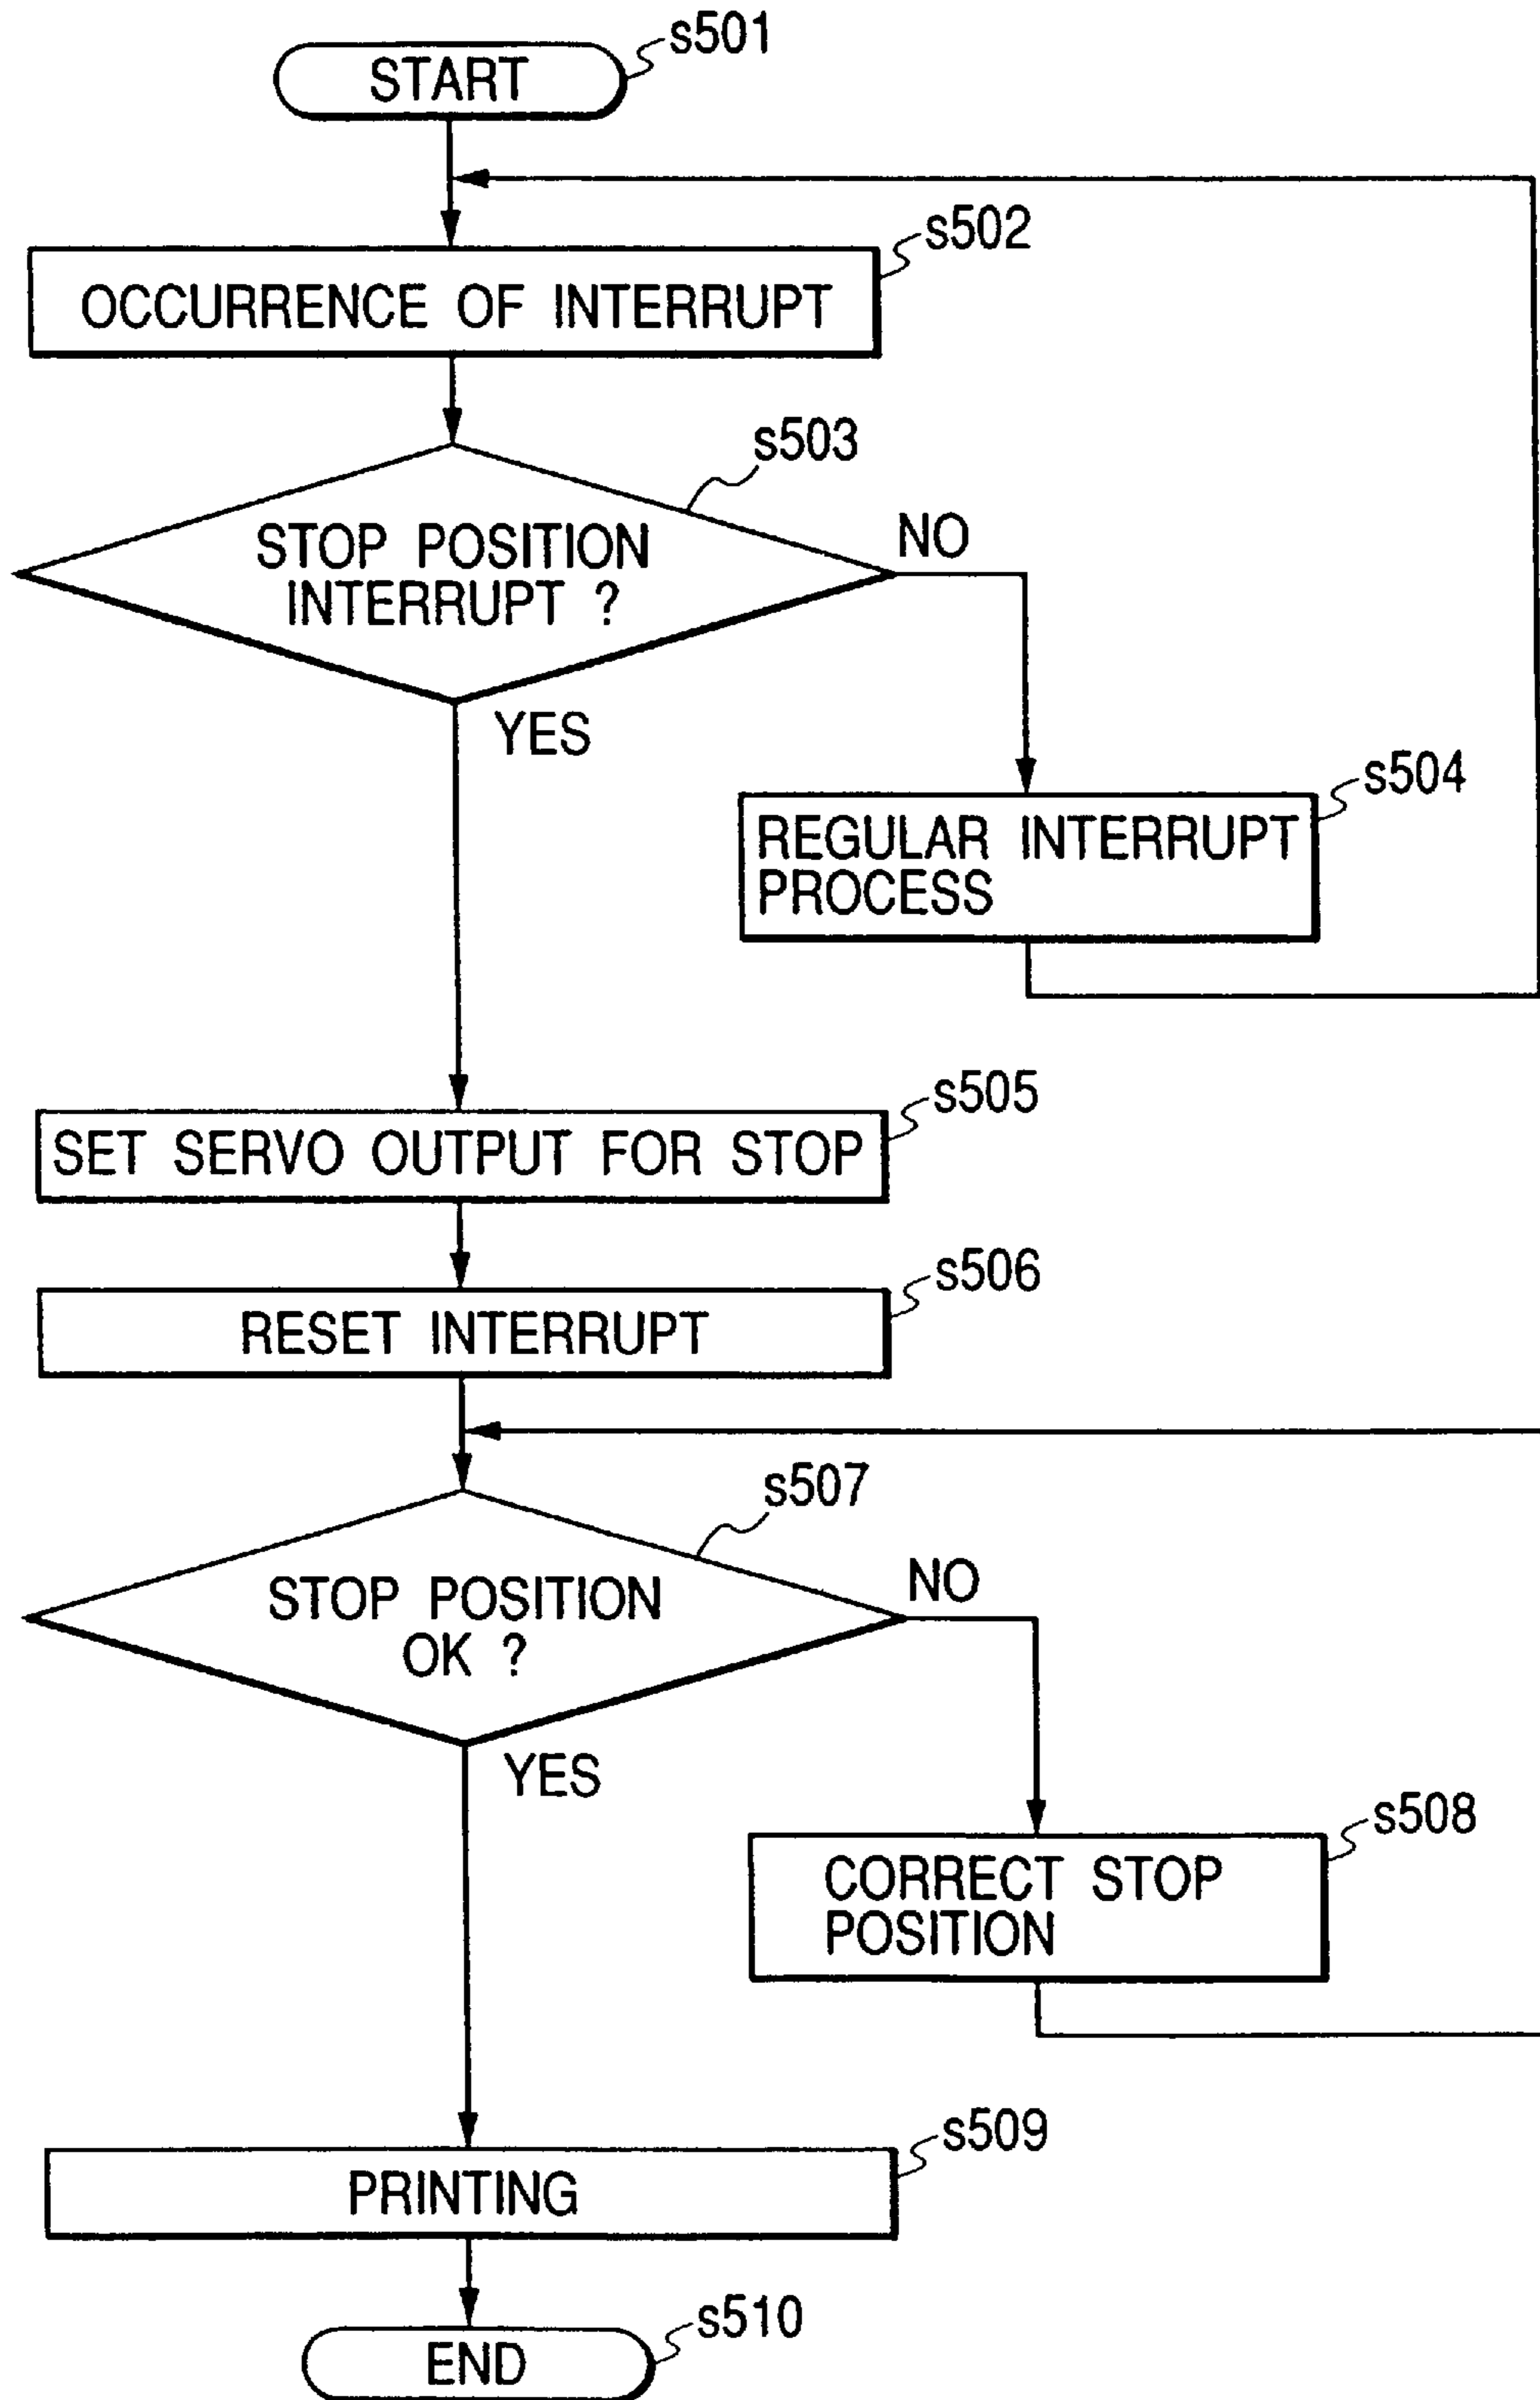 s501
START
s502
OCCURRENCE OF INTERRUPT
s503
STOP POSITION
INTERRUPT ?
NO
YES
s504
REGULAR INTERRUPT
PROCESS
s505
SET SERVO OUTPUT FOR STOP
s506
RESET INTERRUPT
s507
STOP POSITION
OK ?
NO
YES
s508
CORRECT STOP
POSITION
s509
PRINTING
s510
END